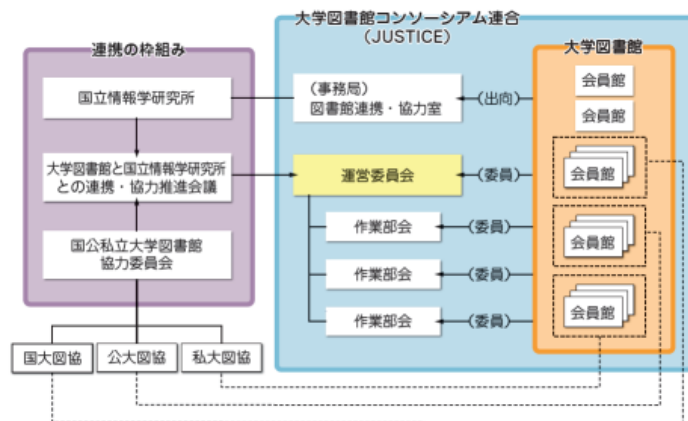 大学図書館コンソーシアム連合
(JUSTICE)
連携の枠組み
国立情報学研究所
大学図書館と国立情報学研究所
との連携・協力推進会議
国公私立大学図書館
協力委員会
国大図協
公大図協
私大図協
(事務局)
図書館連携・協力室
(出向)
運営委員会
(委員)
作業部会
(委員)
作業部会
(委員)
作業部会
(委員)
大学図書館
会員館
会員館
会員館
会員館
会員館